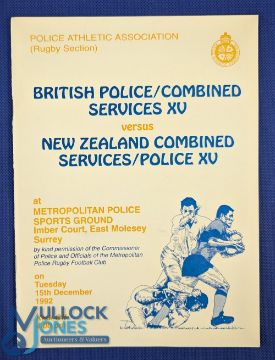 POLICE ATHLETIC ASSOCIATION
(Rugby Section)
BRITISH POLICE/COMBINED
SERVICES XV
versus
NEW ZEALAND COMBINED
SERVICES/POLICE XV
at
METROPOLITAN POLICE
SPORTS GROUND
Imber Court, East Molesey
Surrey
by kind permission of the Commissioner
of Police and Officials of the Metropolitan
Police Rugby Football Club
on
Tuesday
15th December
1992
MULLOCK
JONES
Auctioneers & Valuers